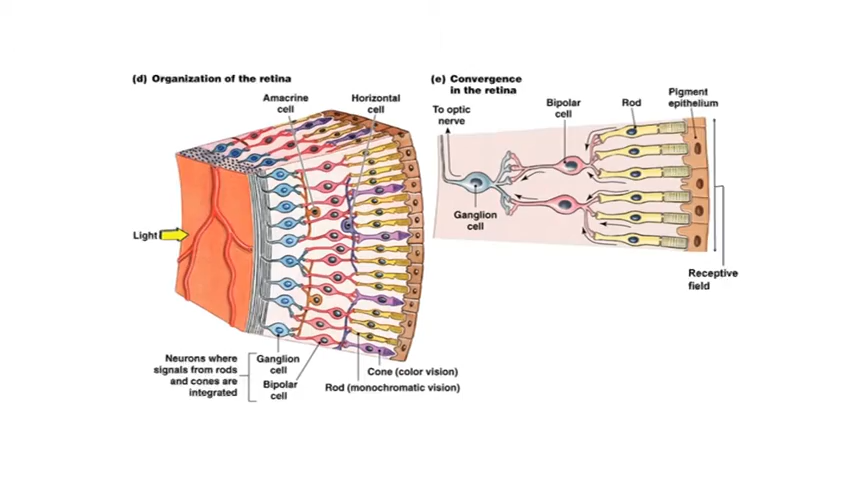 (d) Organization of the retina
Amacrine
cell
Horizontal
cell
Light
Neurons where
signals from rods
and cones are
integrated
Ganglion
cell
Bipolar
cell
Cone (color vision)
Rod (monochromatic vision)
(e) Convergence
in the retina
To optic
nerve
Bipolar
cell
Rod
Pigment
epithelium
Ganglion
cell
Receptive
field